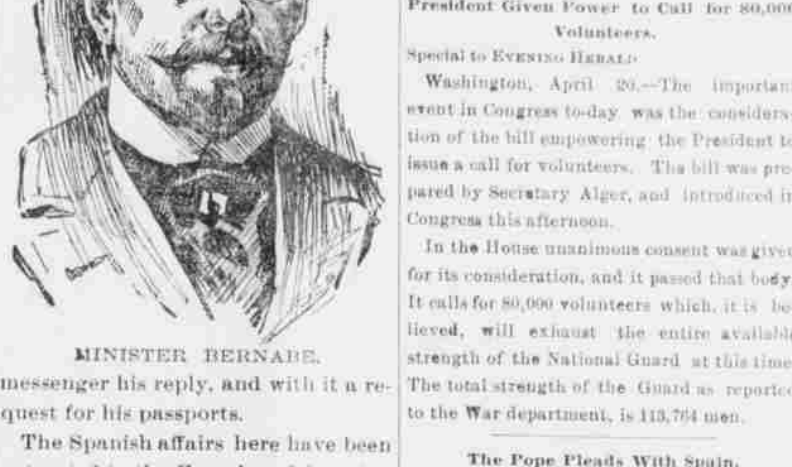 MINISTER BERNABE.
messenger his reply, and with it a re-
quest for his passports.
The Spanish affairs here have been
President Given Power to Call for 80,000
Volunteers.
Special to EVENING HERALD
Washington, April 20.—The important
event in Congress to-day was the considera-
tion of the bill empowering the President to
issue a call for volunteers. The bill was pre-
pared by Secretary Alger, and introduced in
Congress this afternoon.
In the House unanimous consent was given
for its consideration, and it passed that body.
It calls for 80,000 volunteers which, it is be-
lieved, will exhaust the entire available
strength of the National Guard at this time.
The total strength of the Guard as reported
to the War department, is 113,764 men.
The Pope Pleads With Spain.